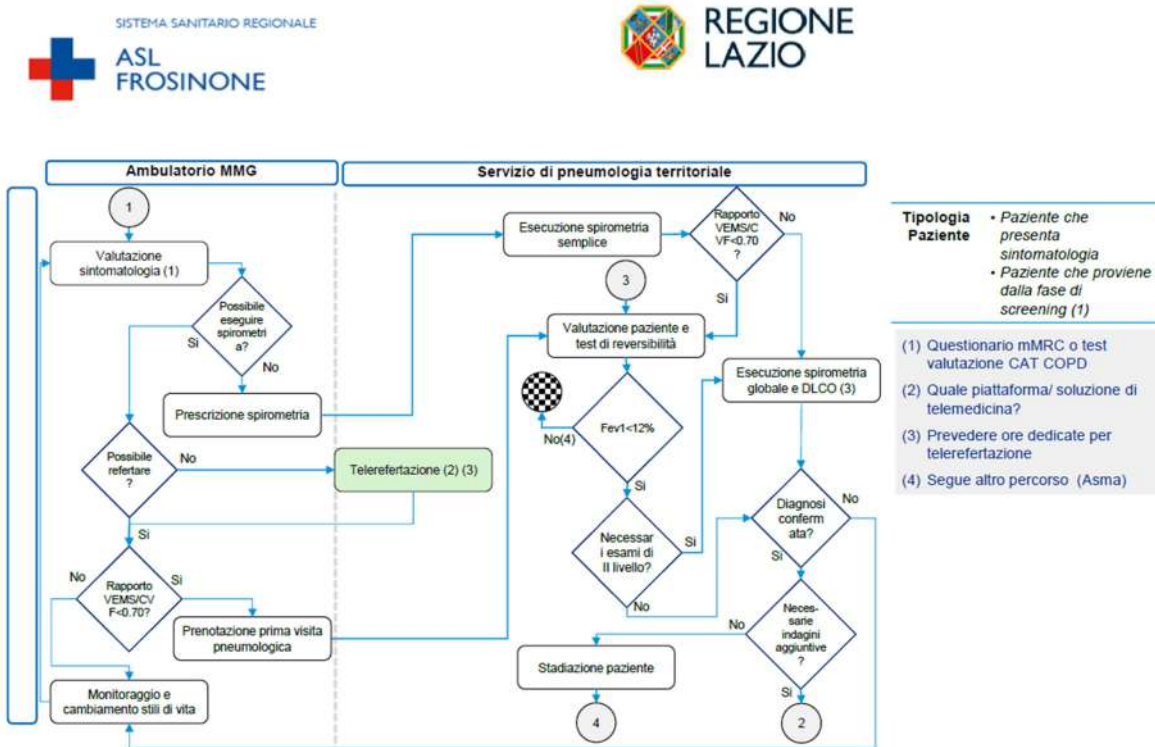 SISTEMA SANITARIO REGIONALE
ASL
FROSINONE
REGIONE
LAZIO
Ambulatorio MMG
Servizio di pneumologia territoriale
1
Valutazione
sintomatologia (1)
Possibile
eseguire
spirometri
a?
Si
No
Prescrizione spirometria
Possibile
refertare
?
No
Si
Telerefertazione (2) (3)
Rapporto
VEMS/CV
F<0.70?
No
Si
Prenotazione prima visita
pneumologica
Monitoraggio e
cambiamento stili di vita
Esecuzione spirometria
semplice
Rapporto
VEMS/C
VF<0.70
?
No
Si
3
Valutazione paziente e
test di reversibilità
Esecuzione spirometria
globale e DLCO (3)
Fev1<12%
No(4)
Si
Necessar
i esami di
II livello?
Si
No
Diagnosi
conferm
ata?
No
Si
Neces-
sarie
indagini
aggiuntive
?
No
Si
Stadiazione paziente
4
2
Tipologia
Paziente
• Paziente che
presenta
sintomatologia
• Paziente che proviene
dalla fase di
screening (1)
(1) Questionario mMRC o test
valutazione CAT COPD
(2) Quale piattaforma/ soluzione di
telemedicina?
(3) Prevedere ore dedicate per
telerefertazione
(4) Segue altro percorso (Asma)